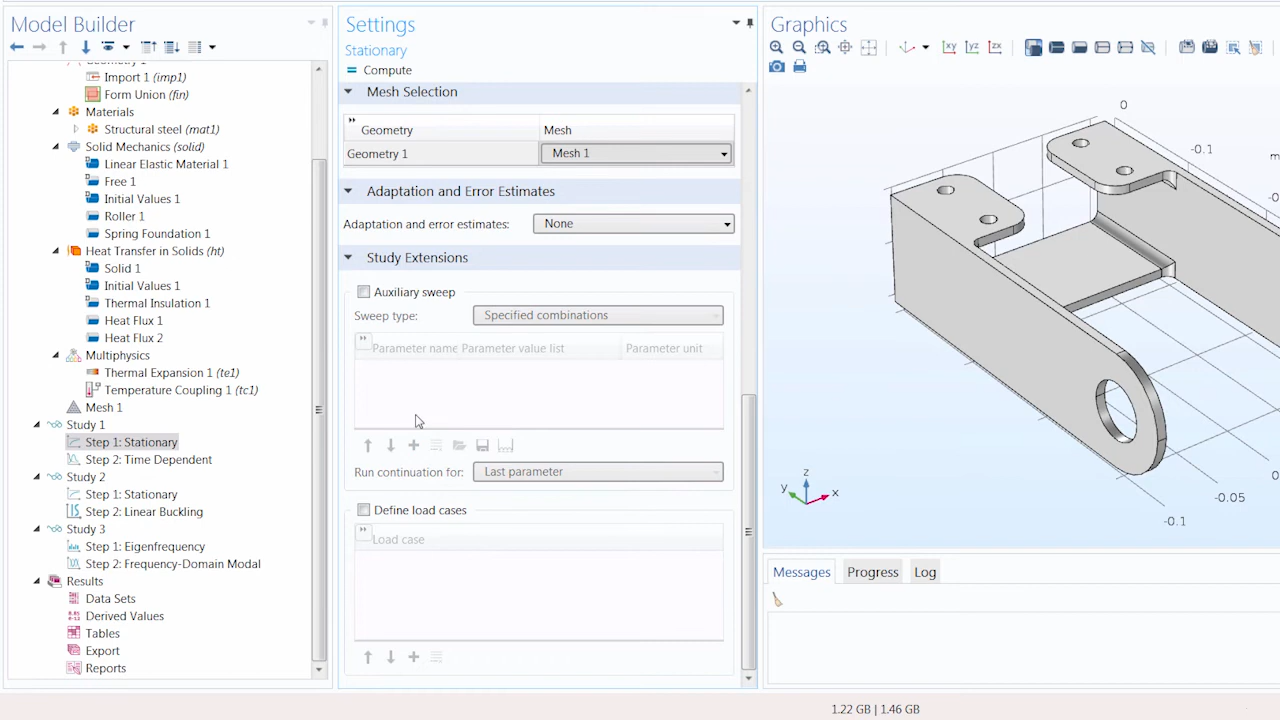 Model Builder
Geometry 1
Import 1 (imp1)
Form Union (fin)
Materials
Structural steel (mat1)
Solid Mechanics (solid)
Linear Elastic Material 1
Free 1
Initial Values 1
Roller 1
Spring Foundation 1
Heat Transfer in Solids (ht)
Solid 1
Initial Values 1
Thermal Insulation 1
Heat Flux 1
Heat Flux 2
Multiphysics
Thermal Expansion 1 (te1)
Temperature Coupling 1 (tc1)
Mesh 1
Study 1
Step 1: Stationary
Step 2: Time Dependent
Study 2
Step 1: Stationary
Step 2: Linear Buckling
Study 3
Step 1: Eigenfrequency
Step 2: Frequency-Domain Modal
Results
Data Sets
Derived Values
Tables
Export
Reports
Settings
Stationary
= Compute
Mesh Selection
Geometry Mesh
Geometry 1 Mesh 1
Adaptation and Error Estimates
Adaptation and error estimates: None
Study Extensions
Auxiliary sweep
Sweep type: Specified combinations
Parameter name Parameter value list Parameter unit
Run continuation for: Last parameter
Define load cases
Load case
Graphics
xy yz zx
0
-0.1
m
-0
0
-0.05
-0.1
z
y
x
Messages Progress Log
1.22 GB | 1.46 GB